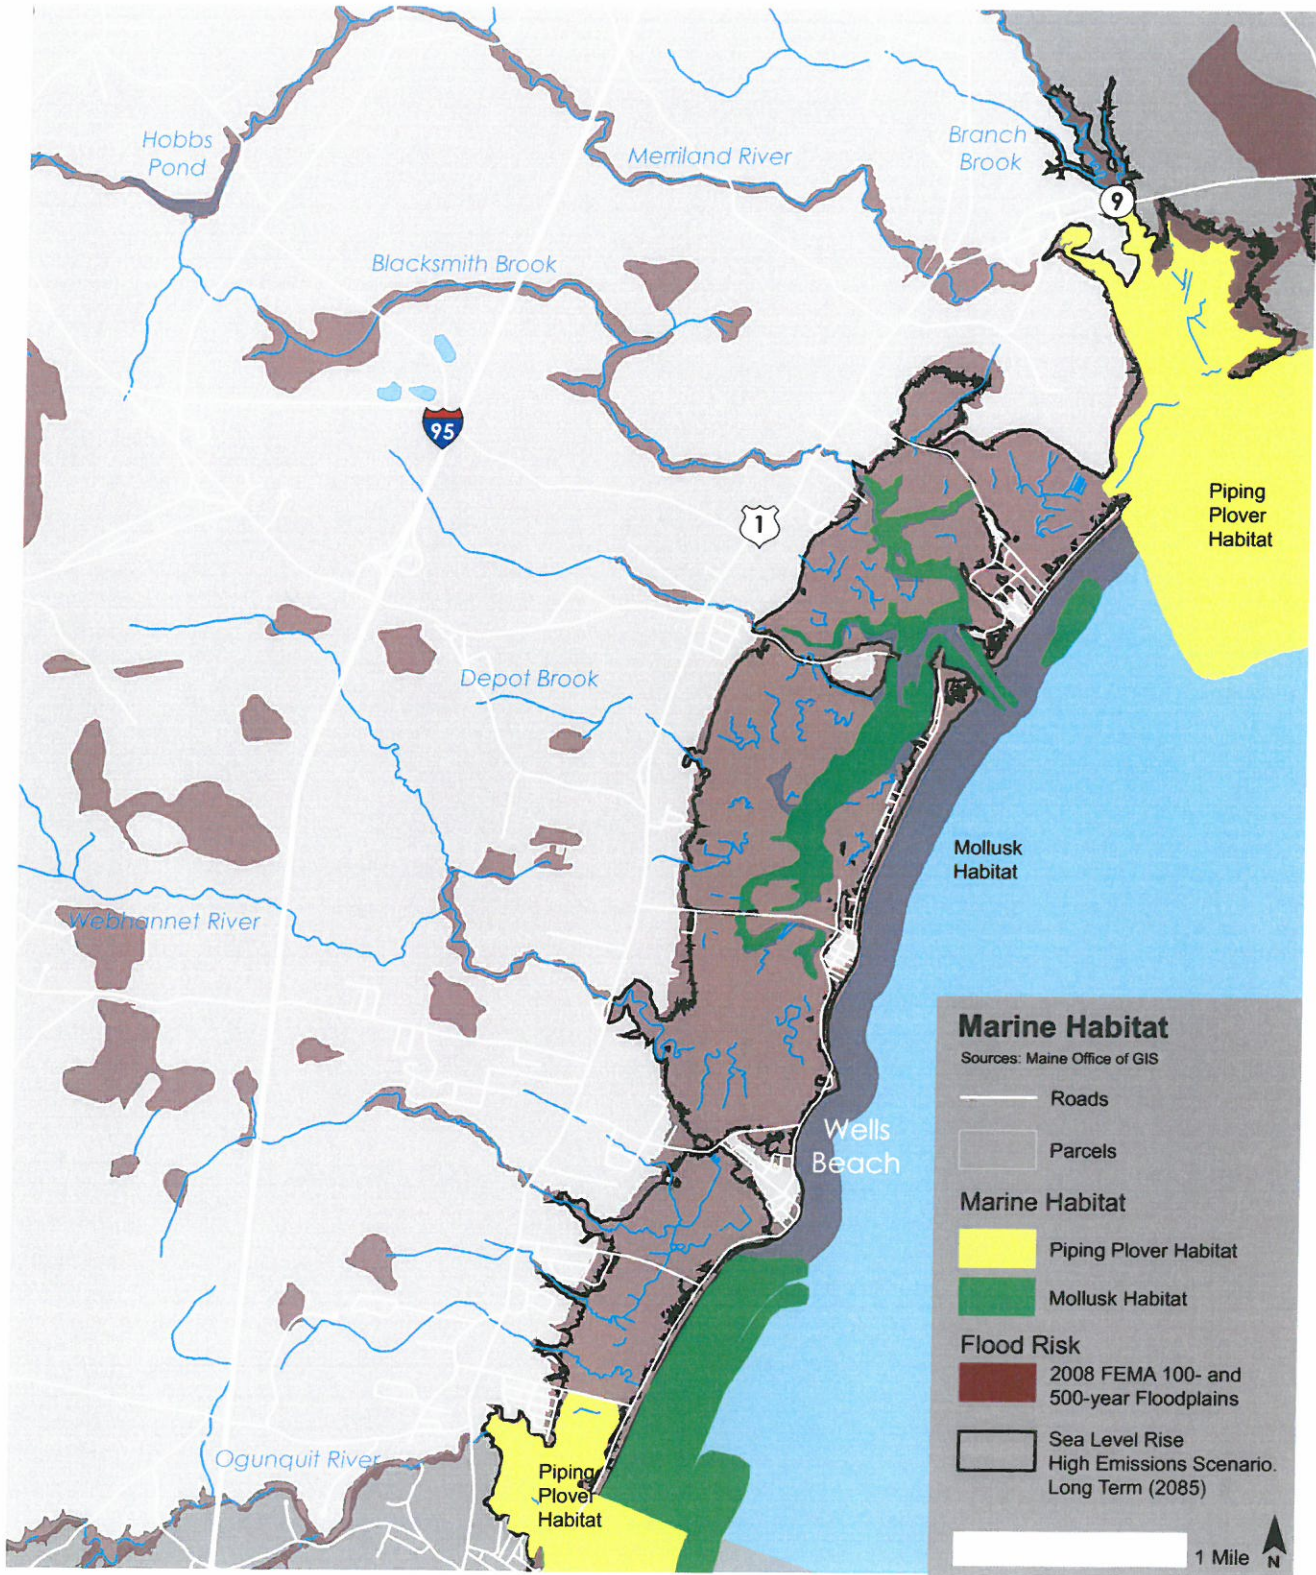 Hobbs
Pond
Merriland River
Branch
Brook
9
Blacksmith Brook
95
1
Piping
Plover
Habitat
Depot Brook
Mollusk
Habitat
Webhannet River
Wells
Beach
Ogunquit River
Piping
Plover
Habitat
Marine Habitat
Sources: Maine Office of GIS
Roads
Parcels
Marine Habitat
Piping Plover Habitat
Mollusk Habitat
Flood Risk
2008 FEMA 100- and
500-year Floodplains
Sea Level Rise
High Emissions Scenario.
Long Term (2085)
1 Mile
N